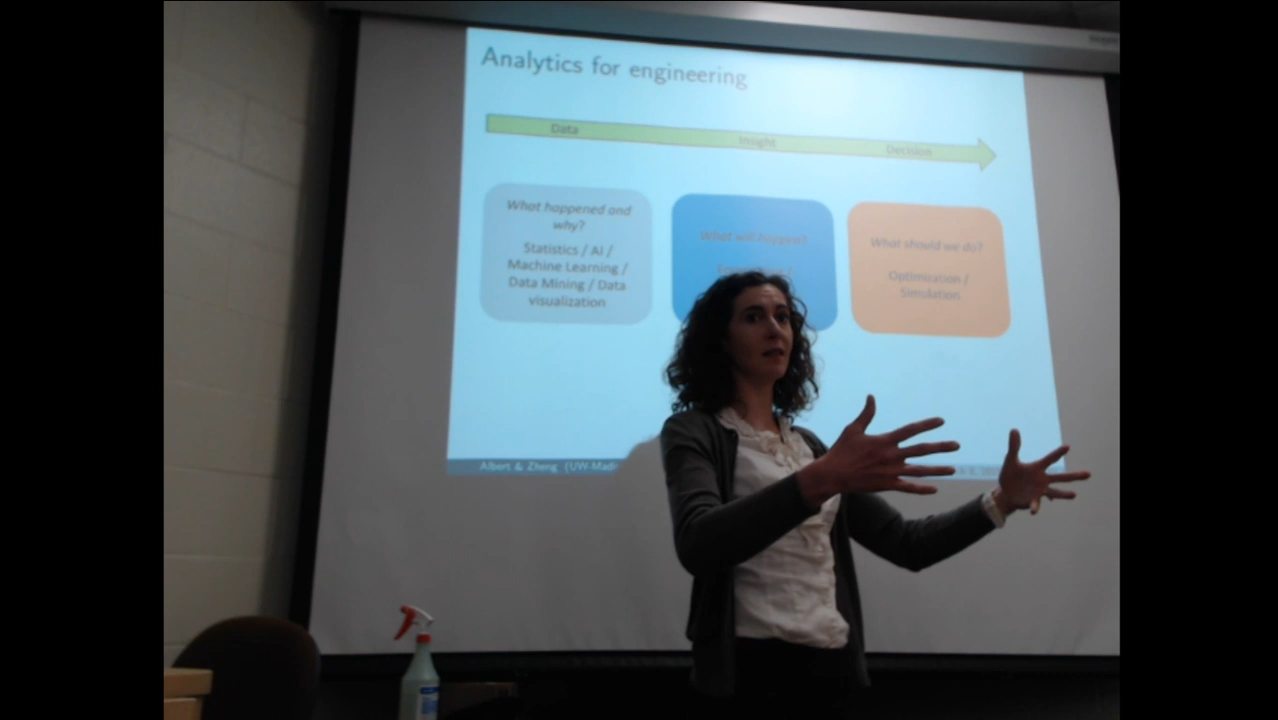 Analytics for engineering
Data
Insight
Decision
What happened and
why?
Statistics / AI /
Machine Learning /
Data Mining / Data
visualization
What will happen?
What should we do?
Optimization /
Simulation
Albert & Zheng (UW-Madi